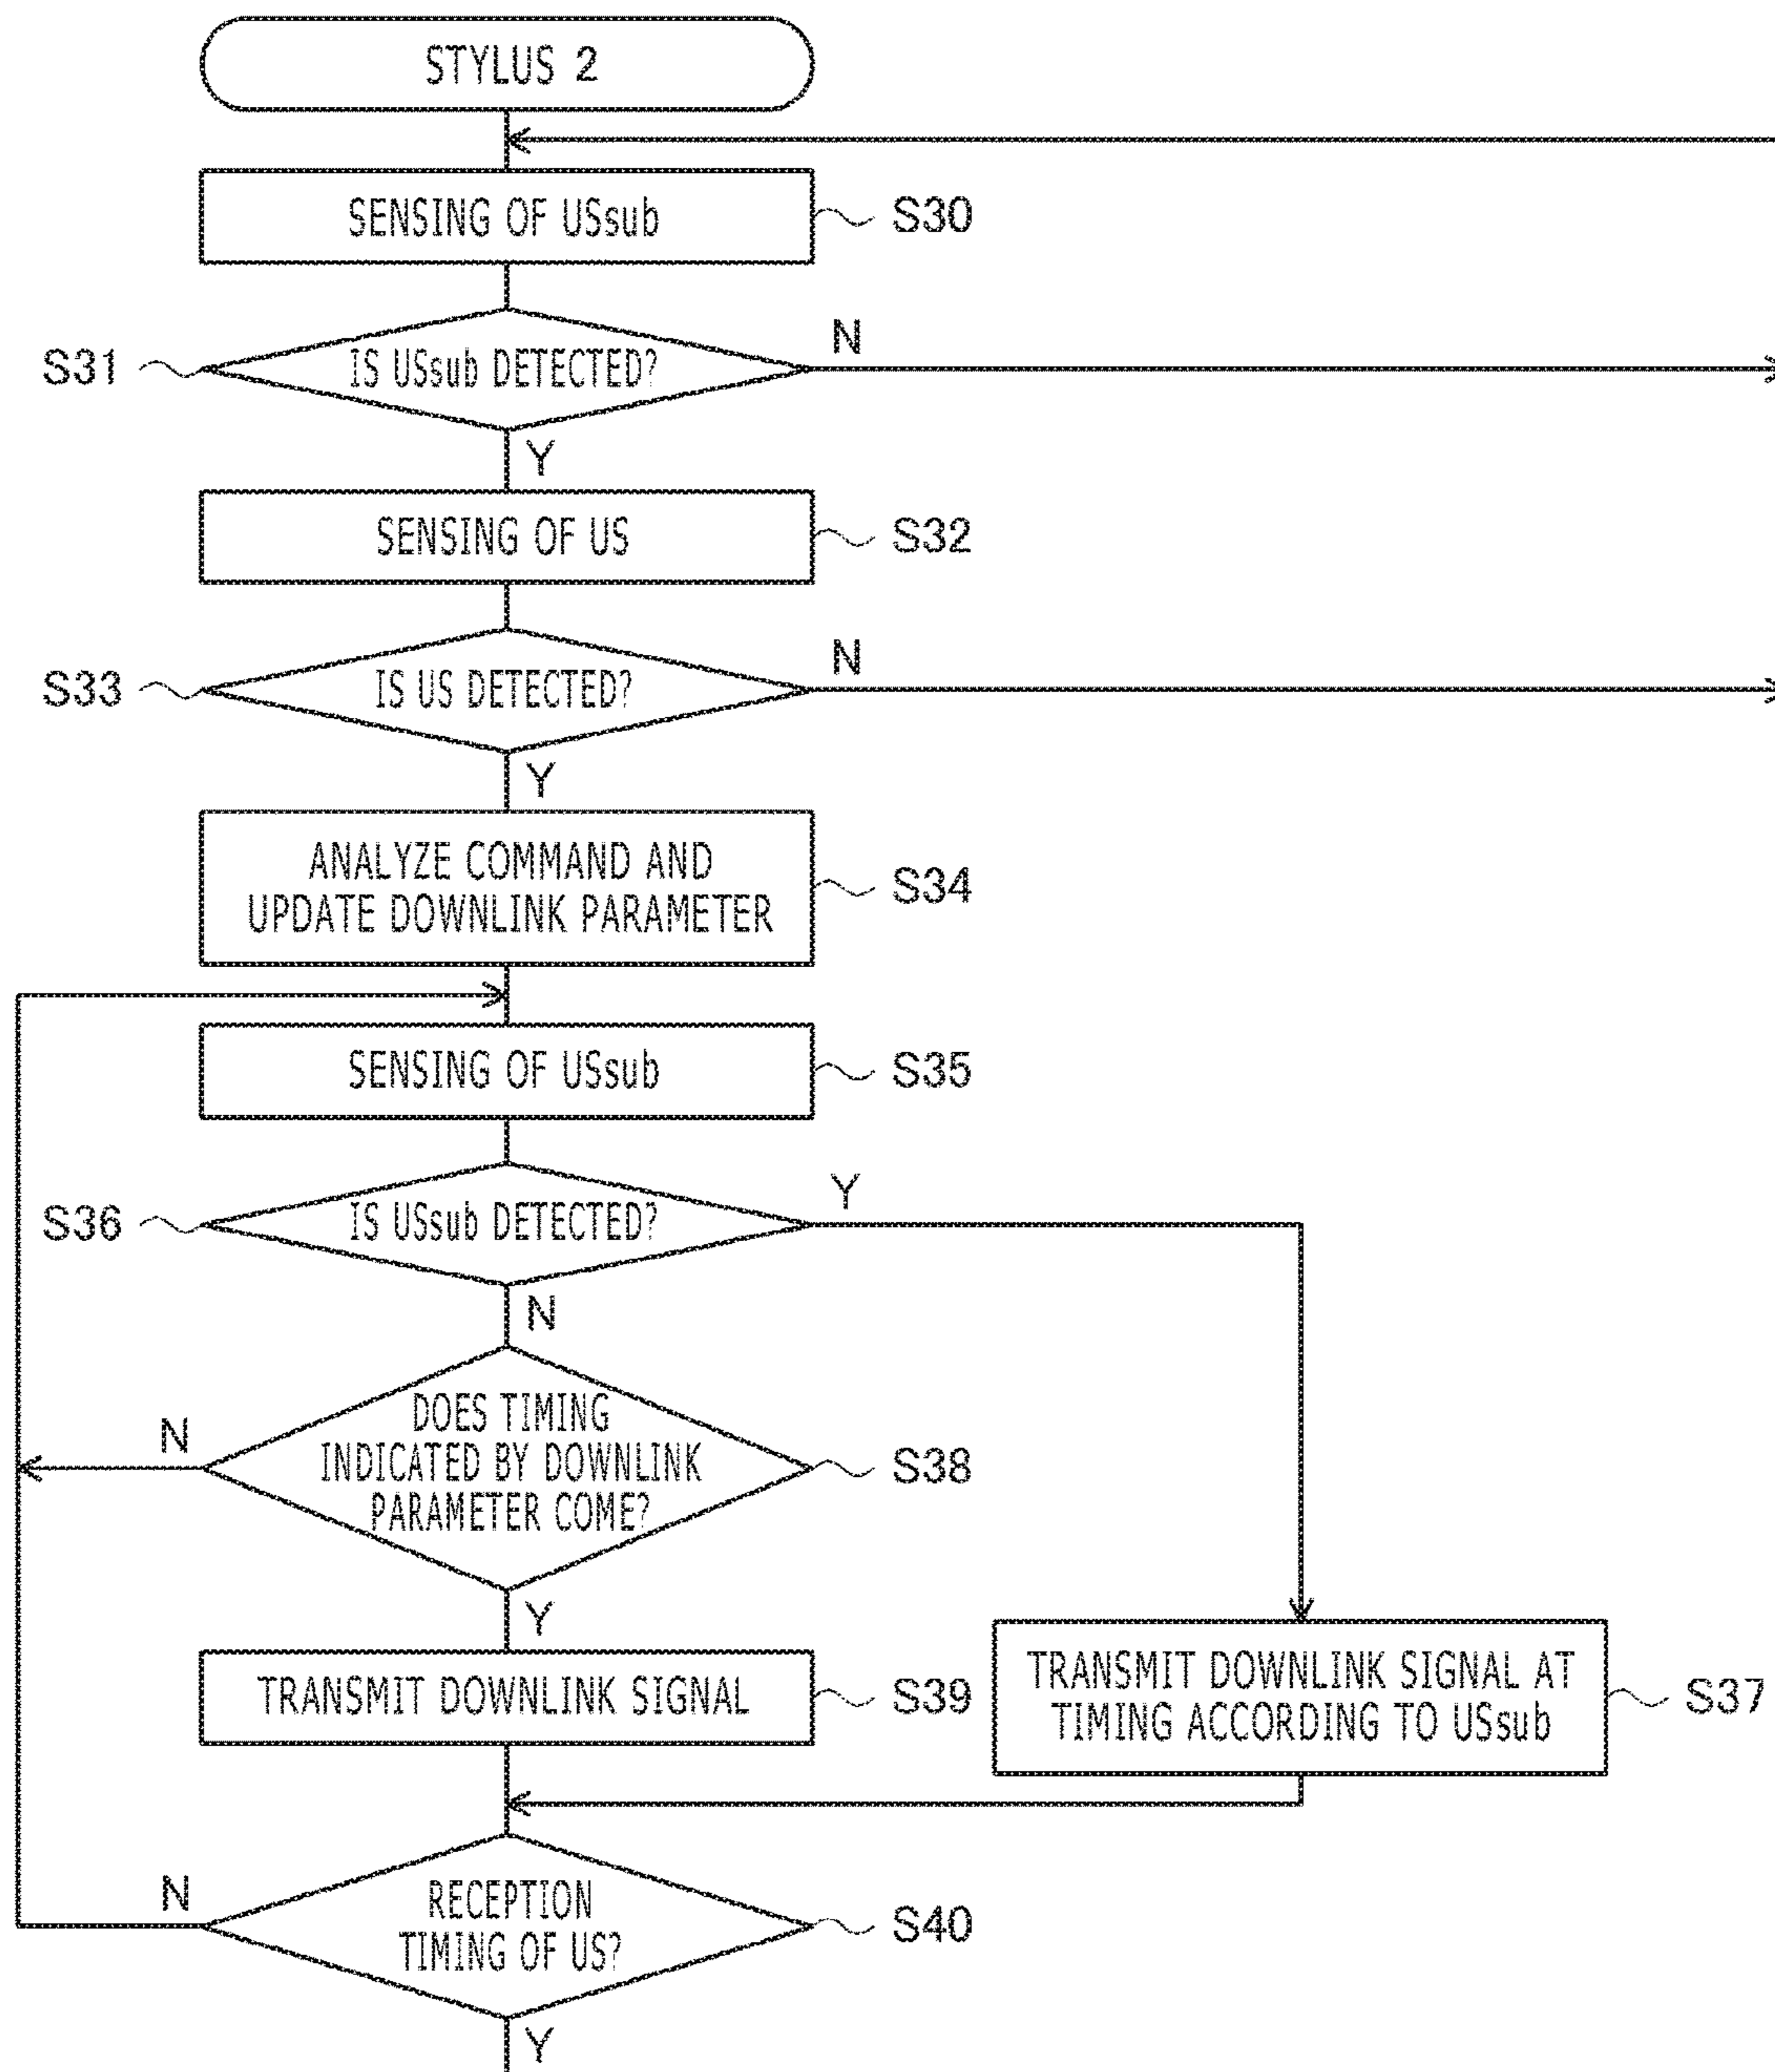 STYLUS 2
SENSING OF USsub
S30
S31
IS USsub DETECTED?
N
Y
SENSING OF US
S32
S33
IS US DETECTED?
N
Y
ANALYZE COMMAND AND
UPDATE DOWNLINK PARAMETER
S34
SENSING OF USsub
S35
S36
IS USsub DETECTED?
Y
N
DOES TIMING
INDICATED BY DOWNLINK
PARAMETER COME?
N
S38
Y
TRANSMIT DOWNLINK SIGNAL
S39
TRANSMIT DOWNLINK SIGNAL AT
TIMING ACCORDING TO USsub
S37
N
RECEPTION
TIMING OF US?
S40
Y